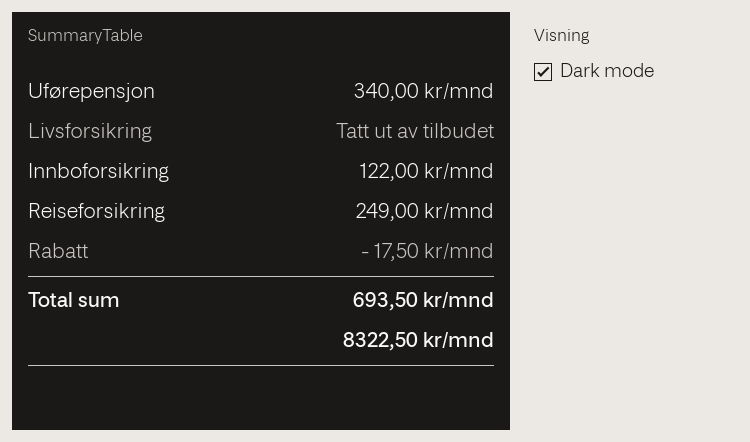 SummaryTable
Uførepensjon 340,00 kr/mnd
Livsforsikring Tatt ut av tilbudet
Innboforsikring 122,00 kr/mnd
Reiseforsikring 249,00 kr/mnd
Rabatt - 17,50 kr/mnd
Total sum 693,50 kr/mnd
8322,50 kr/mnd
Visning
Dark mode